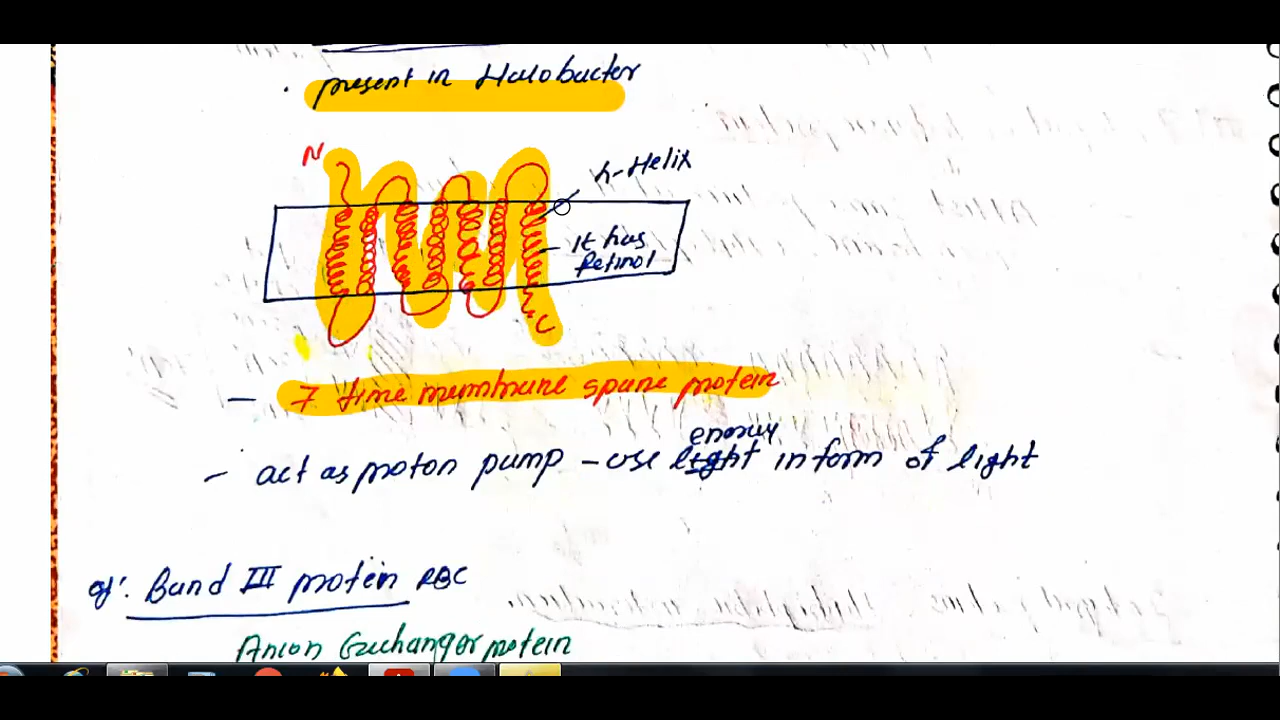 · present in Halobacter
N
h-Helix
It has
Retinol
C
— 7 time membrane spane protein
energy
– act as proton pump – use light in form of light
eg: Band III protein RBC
Anion Exchanger protein